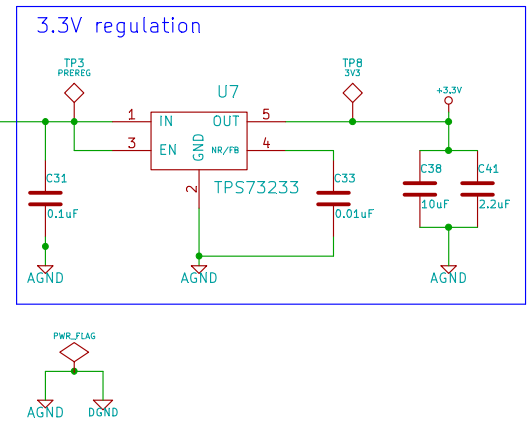 3.3V regulation
TP3
PREREG
TP8
3V3
+3.3V
U7
1
IN
OUT
5
3
EN
GND
NR/FB
4
2
TPS73233
C31
0.1uF
C33
0.01uF
C38
10uF
C41
2.2uF
AGND
AGND
AGND
PWR_FLAG
AGND
DGND